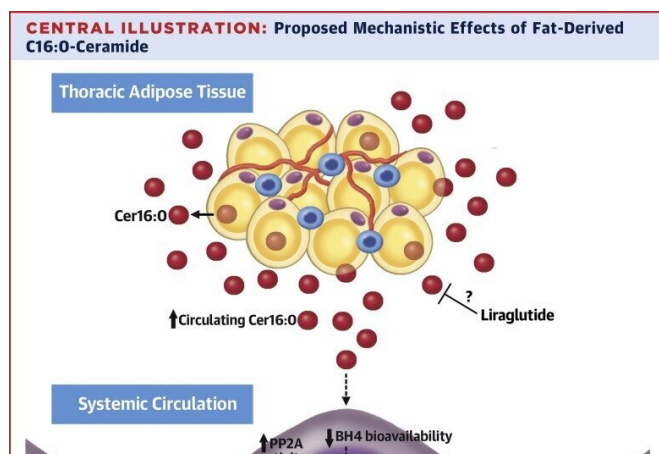 CENTRAL ILLUSTRATION: Proposed Mechanistic Effects of Fat-Derived
C16:0-Ceramide
Thoracic Adipose Tissue
Cer16:0
?
Liraglutide
Circulating Cer16:0
Systemic Circulation
PP2A
BH4 bioavailability